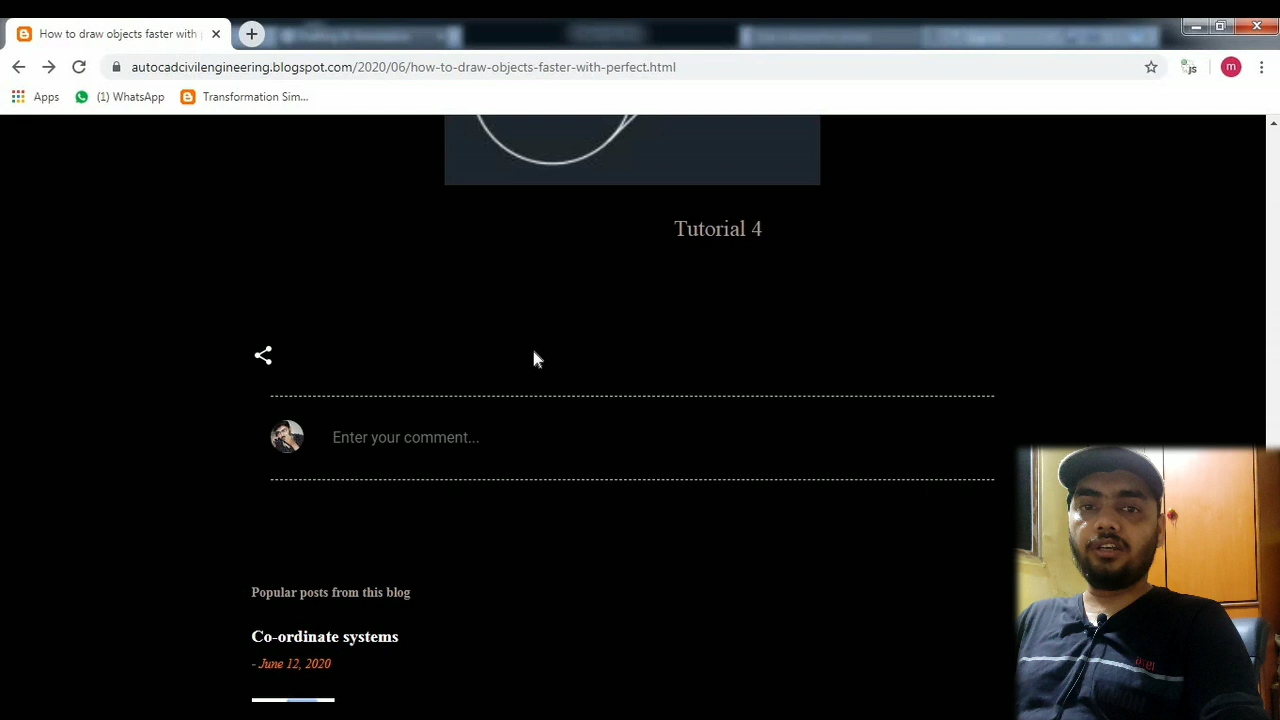 How to draw objects faster with
autocadcivilengineering.blogspot.com/2020/06/how-to-draw-objects-faster-with-perfect.html
js
m
Apps
(1) WhatsApp
Transformation Sim...
Tutorial 4
Enter your comment...
Popular posts from this blog
Co-ordinate systems
- June 12, 2020